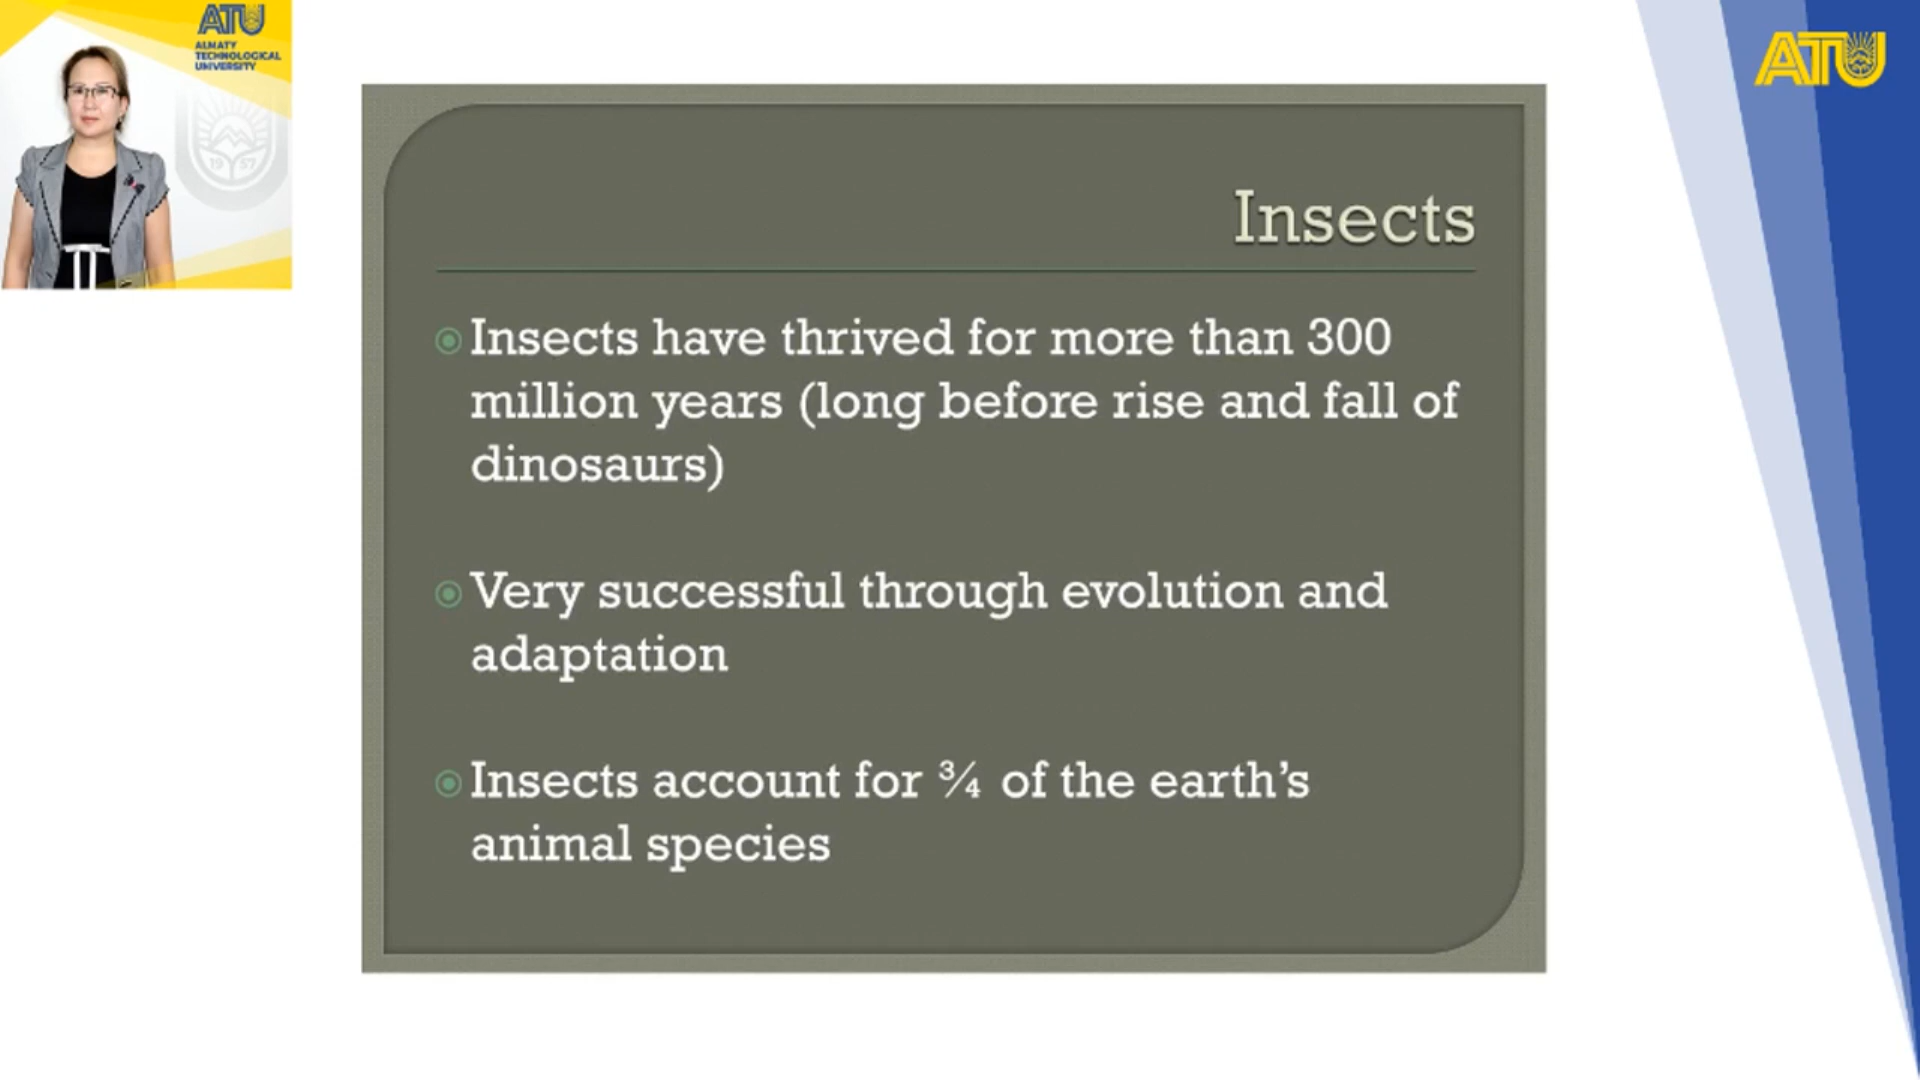 ATU
ALMATY
TECHNOLOGICAL
UNIVERSITY
19 57
ATU
Insects
Insects have thrived for more than 300
million years (long before rise and fall of
dinosaurs)
Very successful through evolution and
adaptation
Insects account for ¾ of the earth’s
animal species